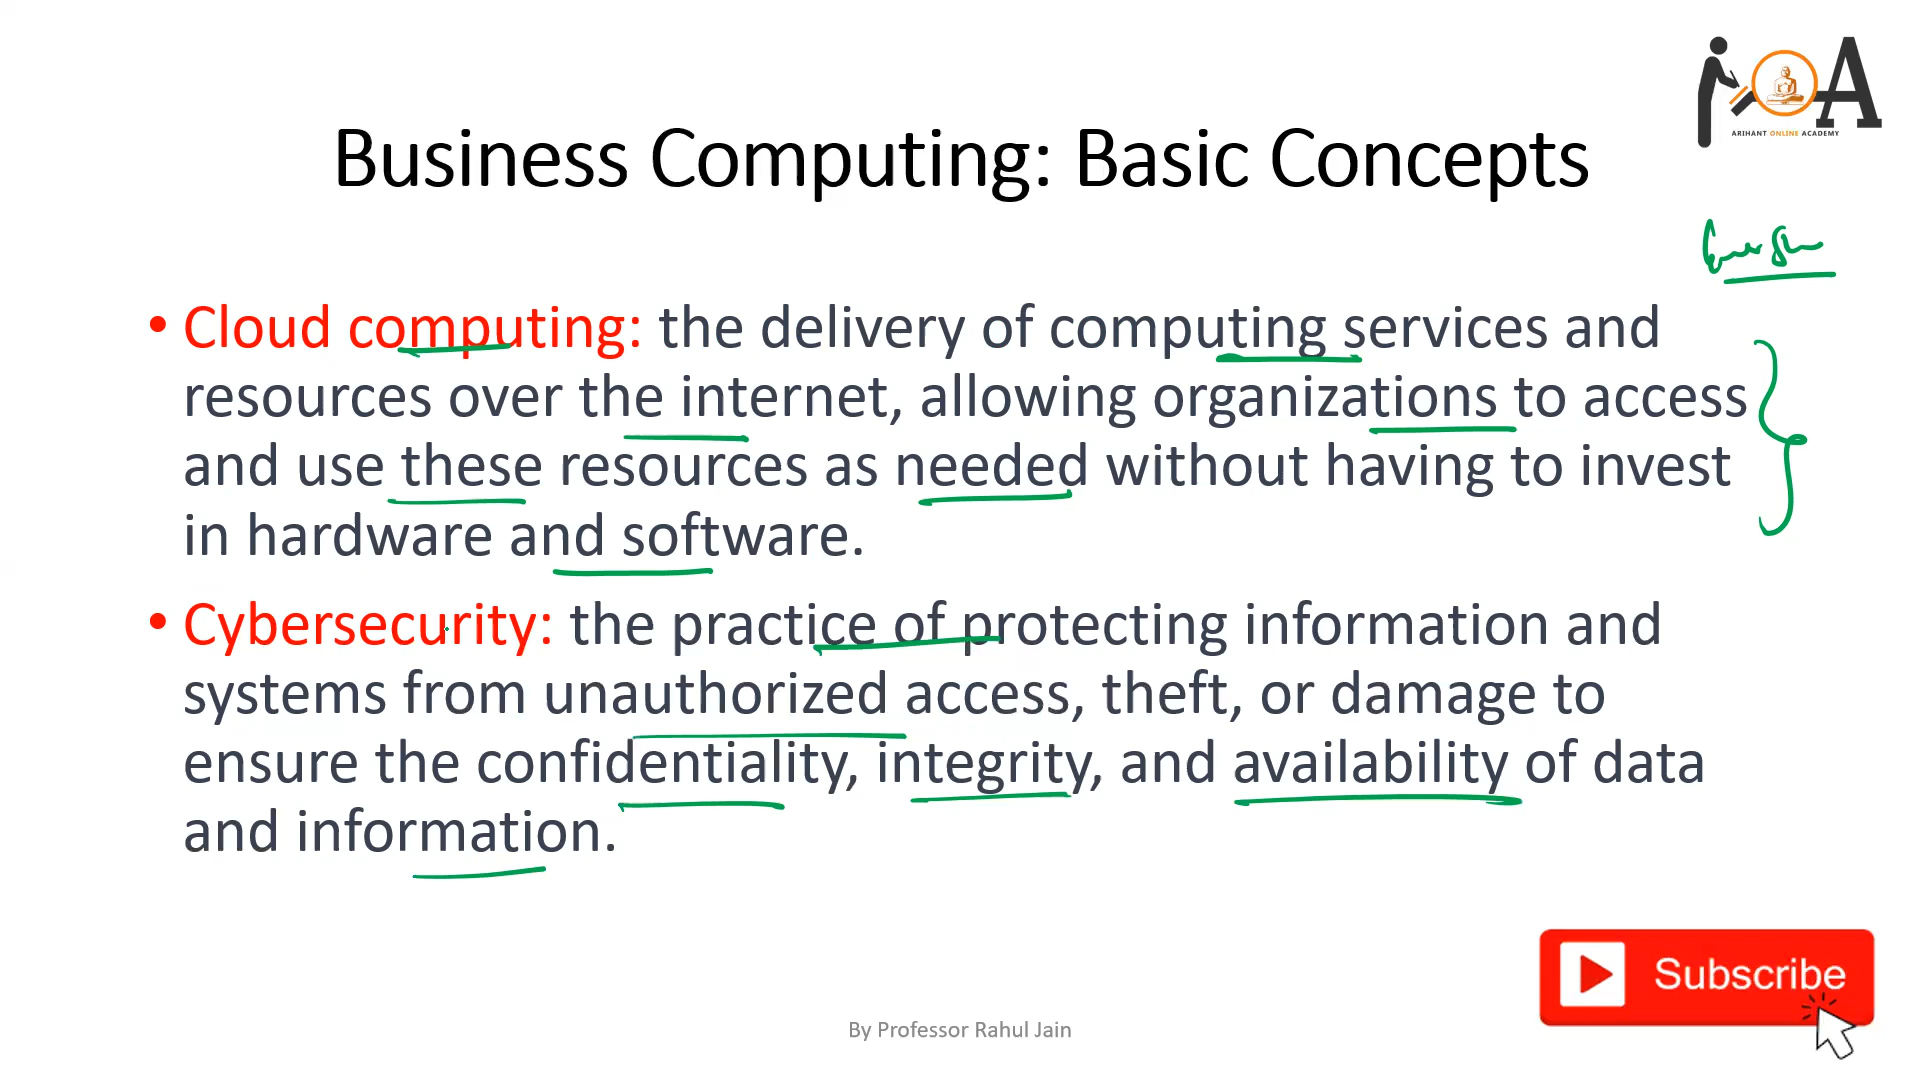 ARIHANT ONLINE ACADEMY
Business Computing: Basic Concepts
• Cloud computing: the delivery of computing services and
resources over the internet, allowing organizations to access
and use these resources as needed without having to invest
in hardware and software.
• Cybersecurity: the practice of protecting information and
systems from unauthorized access, theft, or damage to
ensure the confidentiality, integrity, and availability of data
and information.
Subscribe
By Professor Rahul Jain